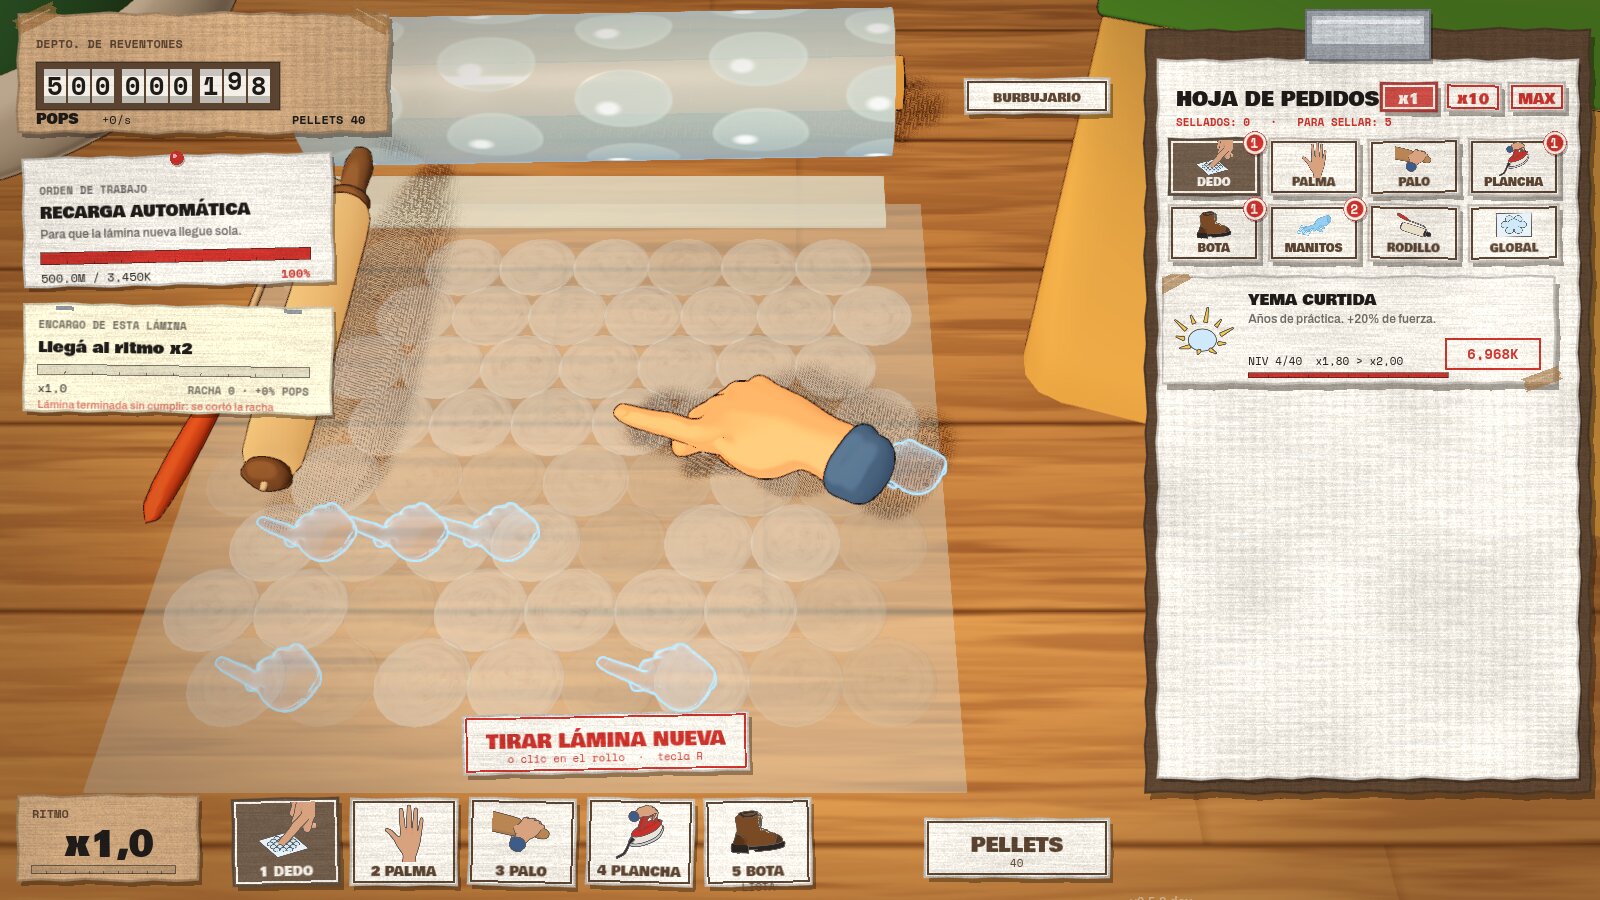 DEPTO. DE REVENTONES
500 000 198
POPS +0/s PELLETS 40
ORDEN DE TRABAJO
RECARGA AUTOMÁTICA
Para que la lámina nueva llegue sola.
500.0M / 3.450K 100%
ENCARGO DE ESTA LÁMINA
Llegá al ritmo x2
x1,0 RACHA 0 · +0% POPS
Lámina terminada sin cumplir: se cortó la racha
BURBUJARIO
HOJA DE PEDIDOS x1 x10 MAX
SELLADOS: 0 · PARA SELLAR: 5
1 1
DEDO PALMA PALO PLANCHA
1 2
BOTA MANITOS RODILLO GLOBAL
YEMA CURTIDA
Años de práctica. +20% de fuerza.
NIV 4/40 x1,80 > x2,00 6.968K
TIRAR LÁMINA NUEVA
o clic en el rollo · tecla R
RITMO
x1,0
1 DEDO 2 PALMA 3 PALO 4 PLANCHA 5 BOTA
LISTA
PELLETS
40